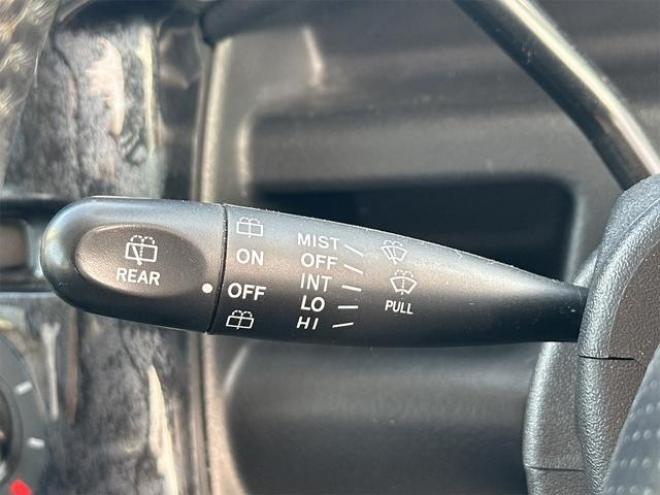 REAR
ON
OFF
MIST
OFF
INT
LO
HI
PULL